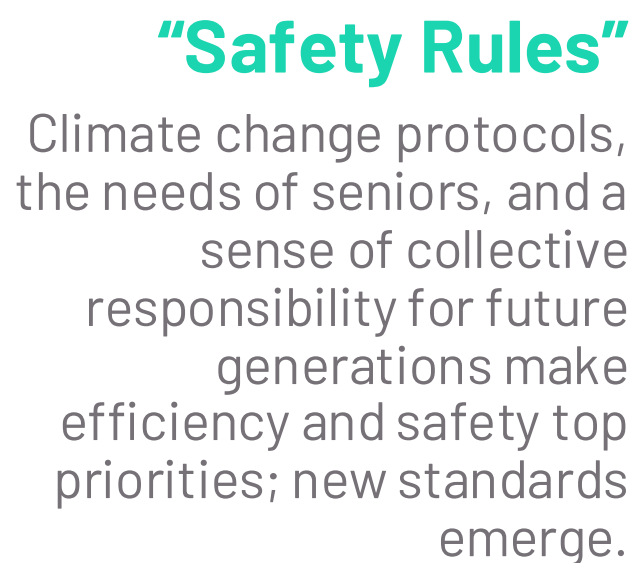 “Safety Rules”
Climate change protocols,
the needs of seniors, and a
sense of collective
responsibility for future
generations make
efficiency and safety top
priorities; new standards
emerge.